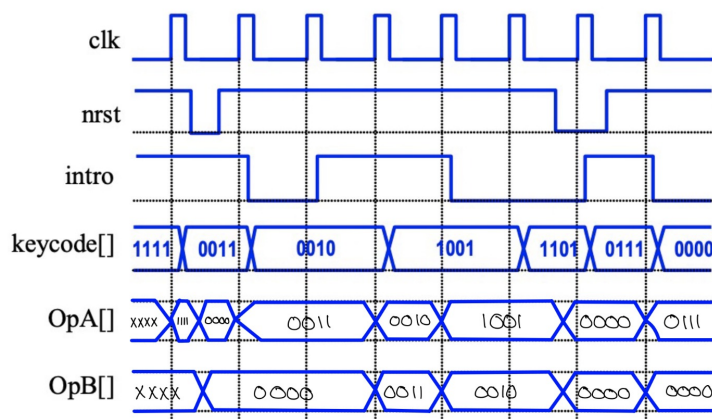 clk
nrst
intro
keycode[] 1111 0011 0010 1001 1101 0111 0000
OpA[] xxxx 1111 0000 0011 0010 1001 0000 0111
OpB[] xxxx 0000 0011 0010 0000 0000